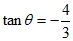 tan θ = −4/3